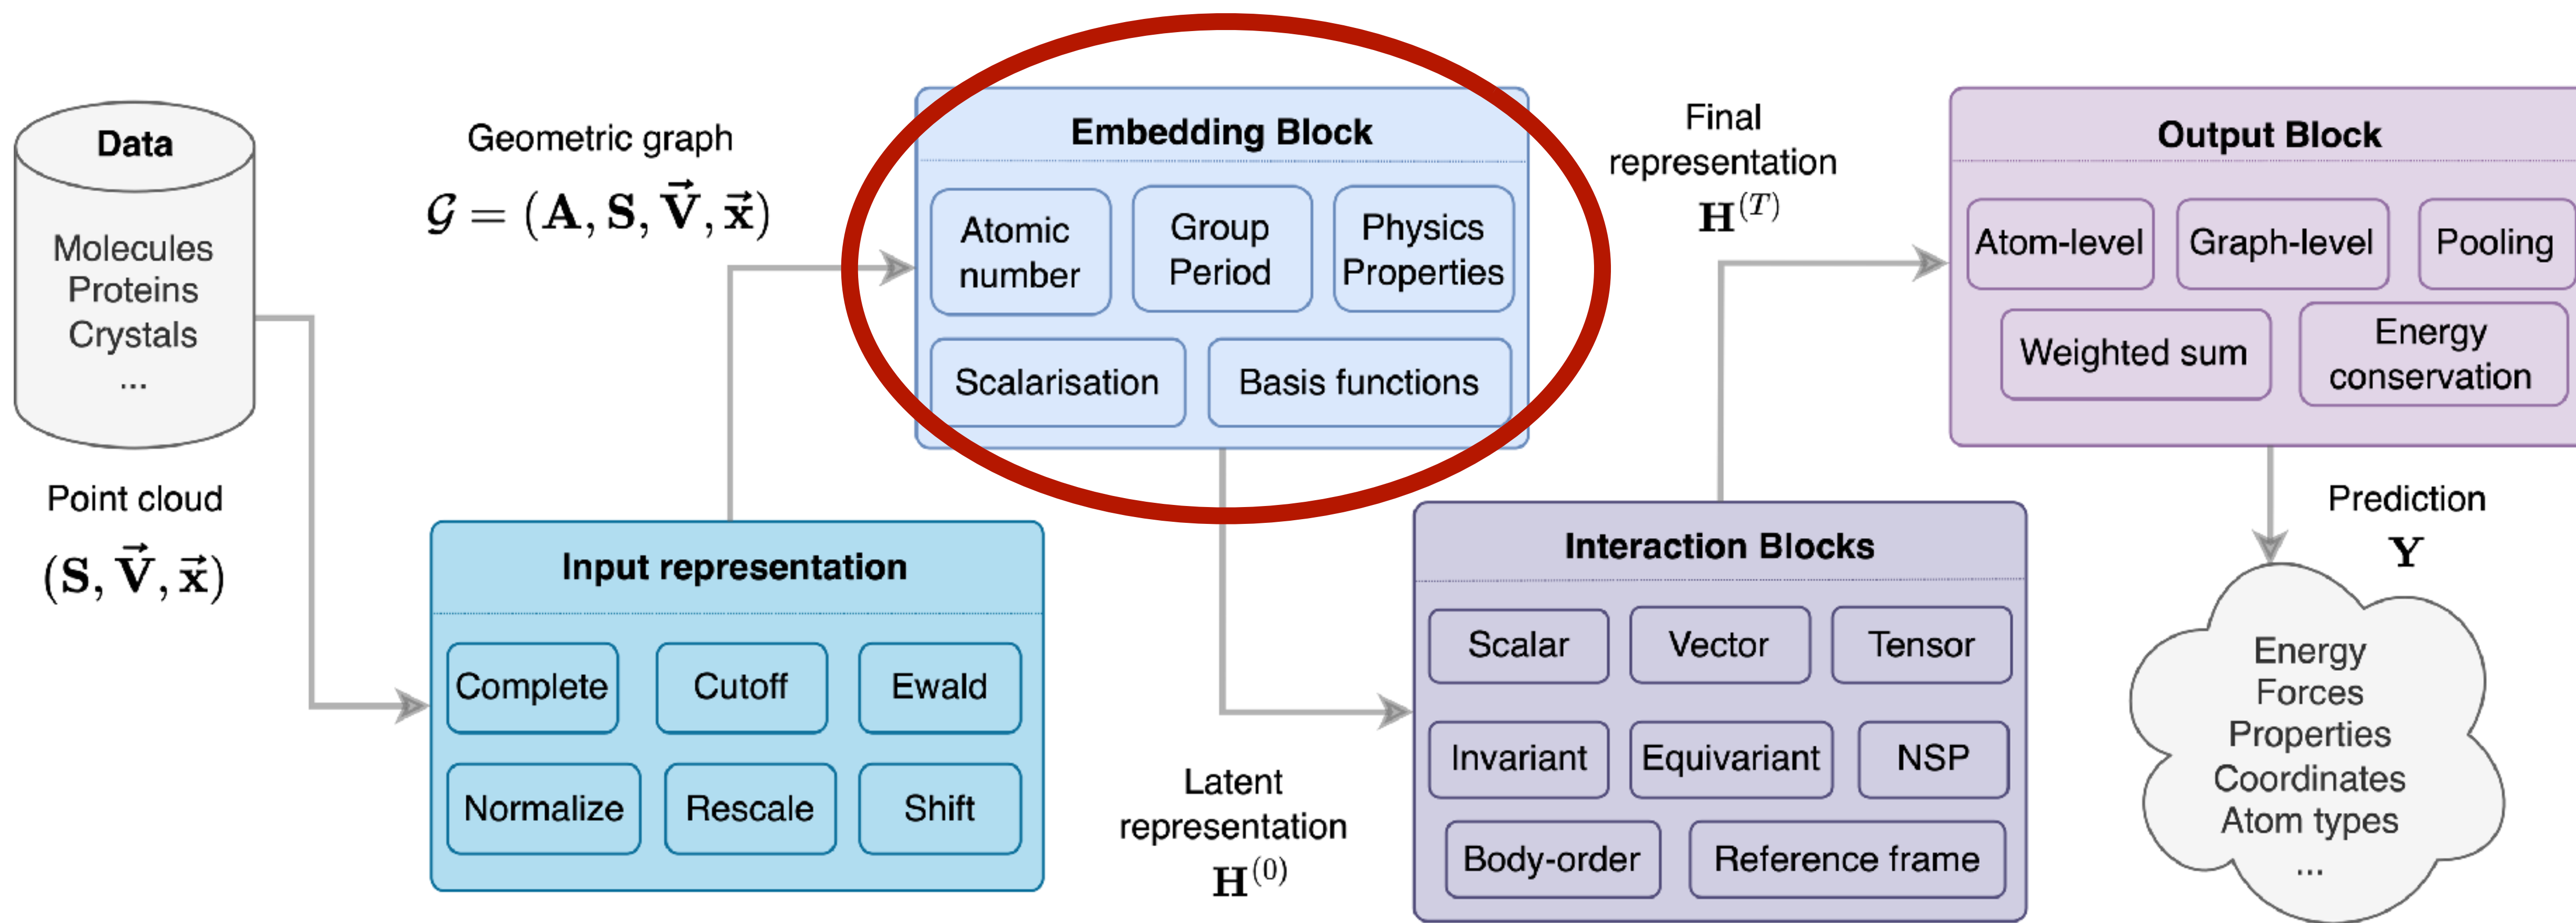 Data
Molecules
Proteins
Crystals
...
Point cloud
(S, V⃗, x⃗)
Input representation
Complete
Cutoff
Ewald
Normalize
Rescale
Shift
Geometric graph
𝒢 = (A, S, V⃗, x⃗)
Embedding Block
Atomic
number
Group
Period
Physics
Properties
Scalarisation
Basis functions
Latent
representation
H^(0)
Interaction Blocks
Scalar
Vector
Tensor
Invariant
Equivariant
NSP
Body-order
Reference frame
Final
representation
H^(T)
Output Block
Atom-level
Graph-level
Pooling
Weighted sum
Energy
conservation
Prediction
Y
Energy
Forces
Properties
Coordinates
Atom types
...